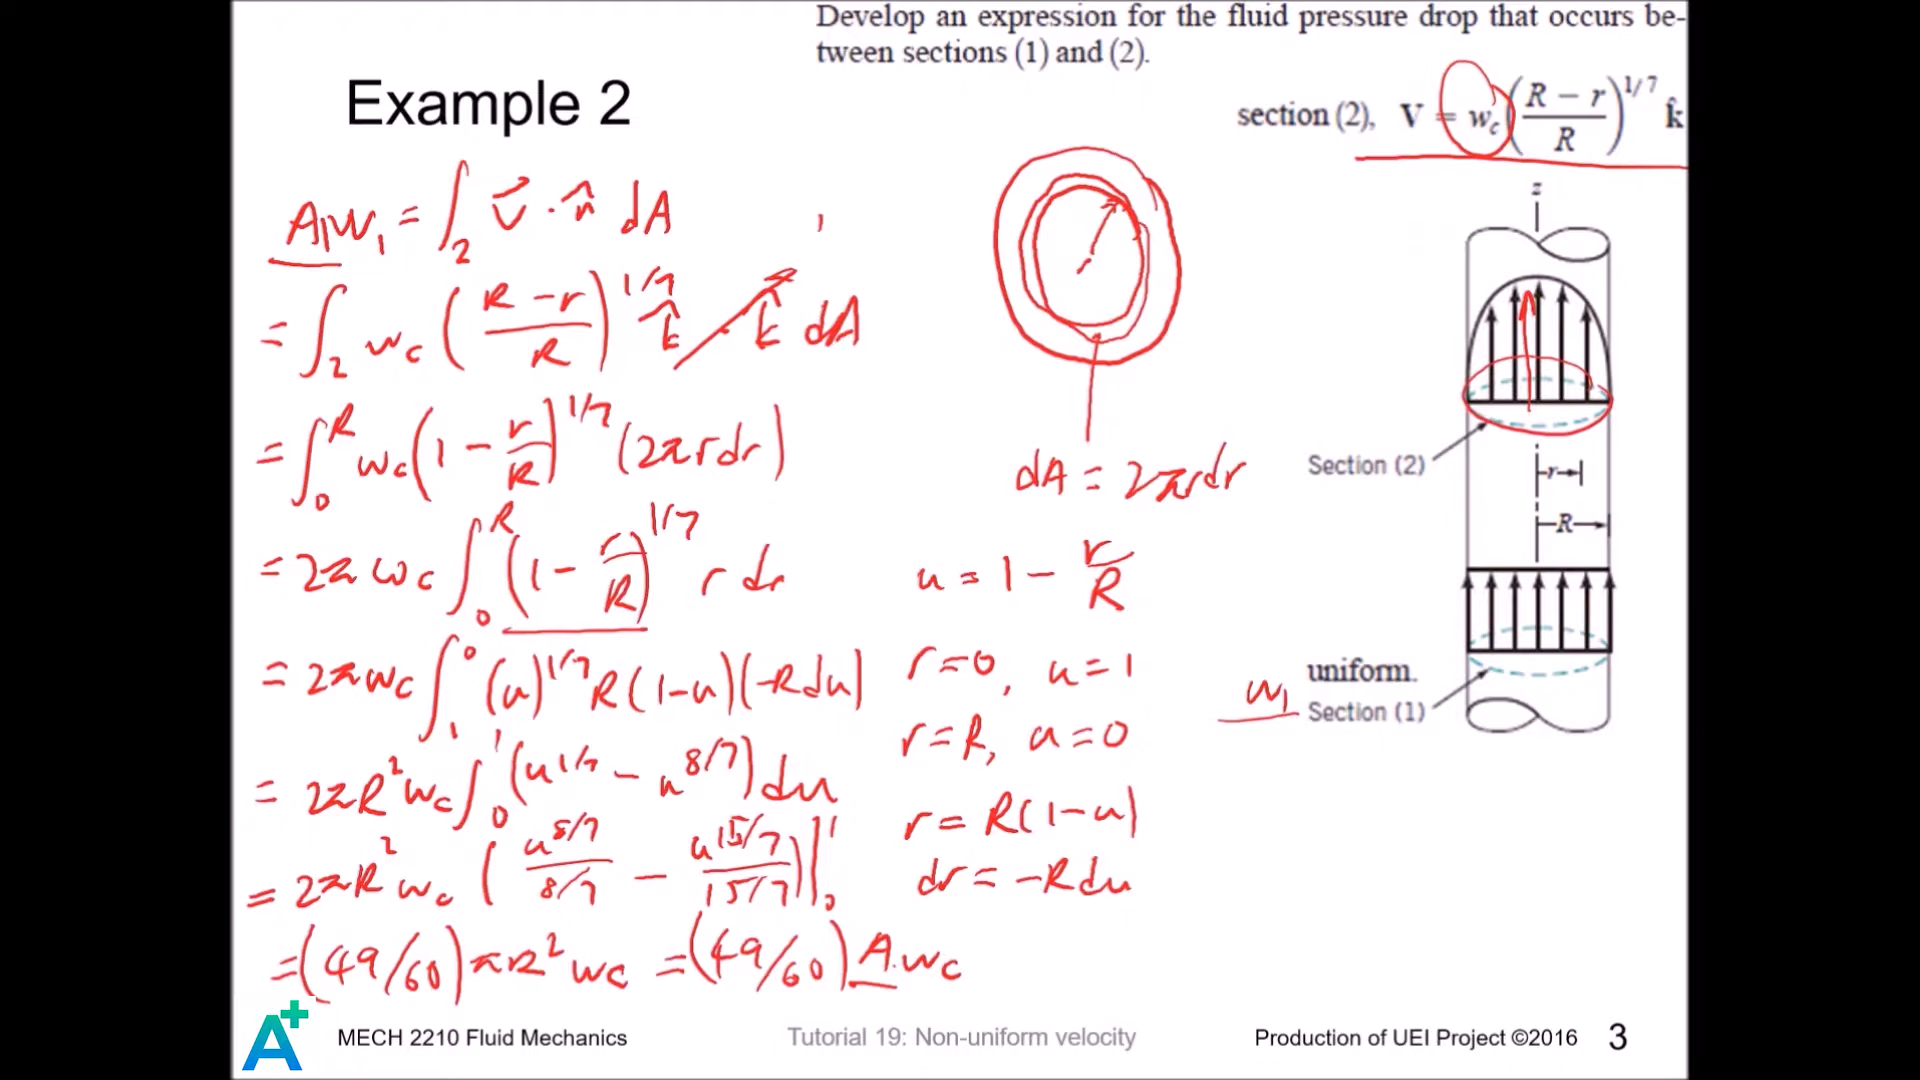 Develop an expression for the fluid pressure drop that occurs be-
tween sections (1) and (2).
Example 2
section (2), V = w_c ((R − r)/R)^{1/7} k̂
A₁w₁ = ∫₂ V⃗ · n̂ dA
= ∫₂ w_c ((R − r)/R)^{1/7} k̂ · k̂ dA
= ∫₀^R w_c (1 − r/R)^{1/7} (2πr dr)
dA = 2πr dr
= 2π w_c ∫₀^R (1 − r/R)^{1/7} r dr
u = 1 − r/R
= 2π w_c ∫₁⁰ (u)^{1/7} R(1−u)(−R du)
r = 0, u = 1
r = R, u = 0
= 2πR² w_c ∫₀¹ (u^{1/7} − u^{8/7}) du
r = R(1−u)
= 2πR² w_c (u^{8/7}/(8/7) − u^{15/7}/(15/7))|₀¹
dr = −R du
= (49/60) πR² w_c = (49/60) A₁ w_c
z
Section (2)
r
R
w₁
uniform.
Section (1)
A+
MECH 2210 Fluid Mechanics
Tutorial 19: Non-uniform velocity
Production of UEI Project ©2016
3